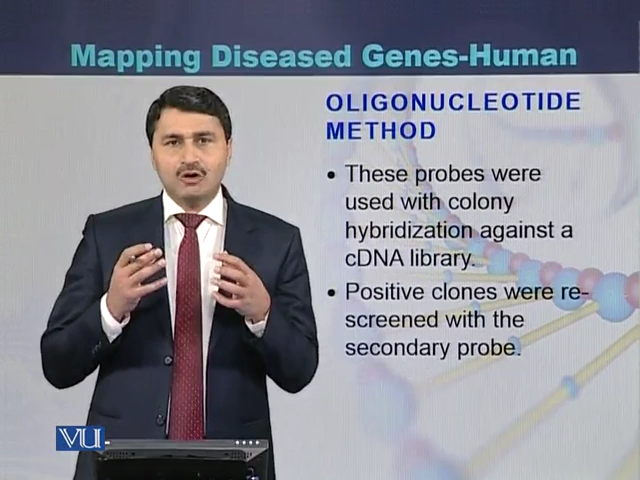 Mapping Diseased Genes-Human
OLIGONUCLEOTIDE
METHOD
• These probes were
used with colony
hybridization against a
cDNA library.
• Positive clones were re-
screened with the
secondary probe.
VU